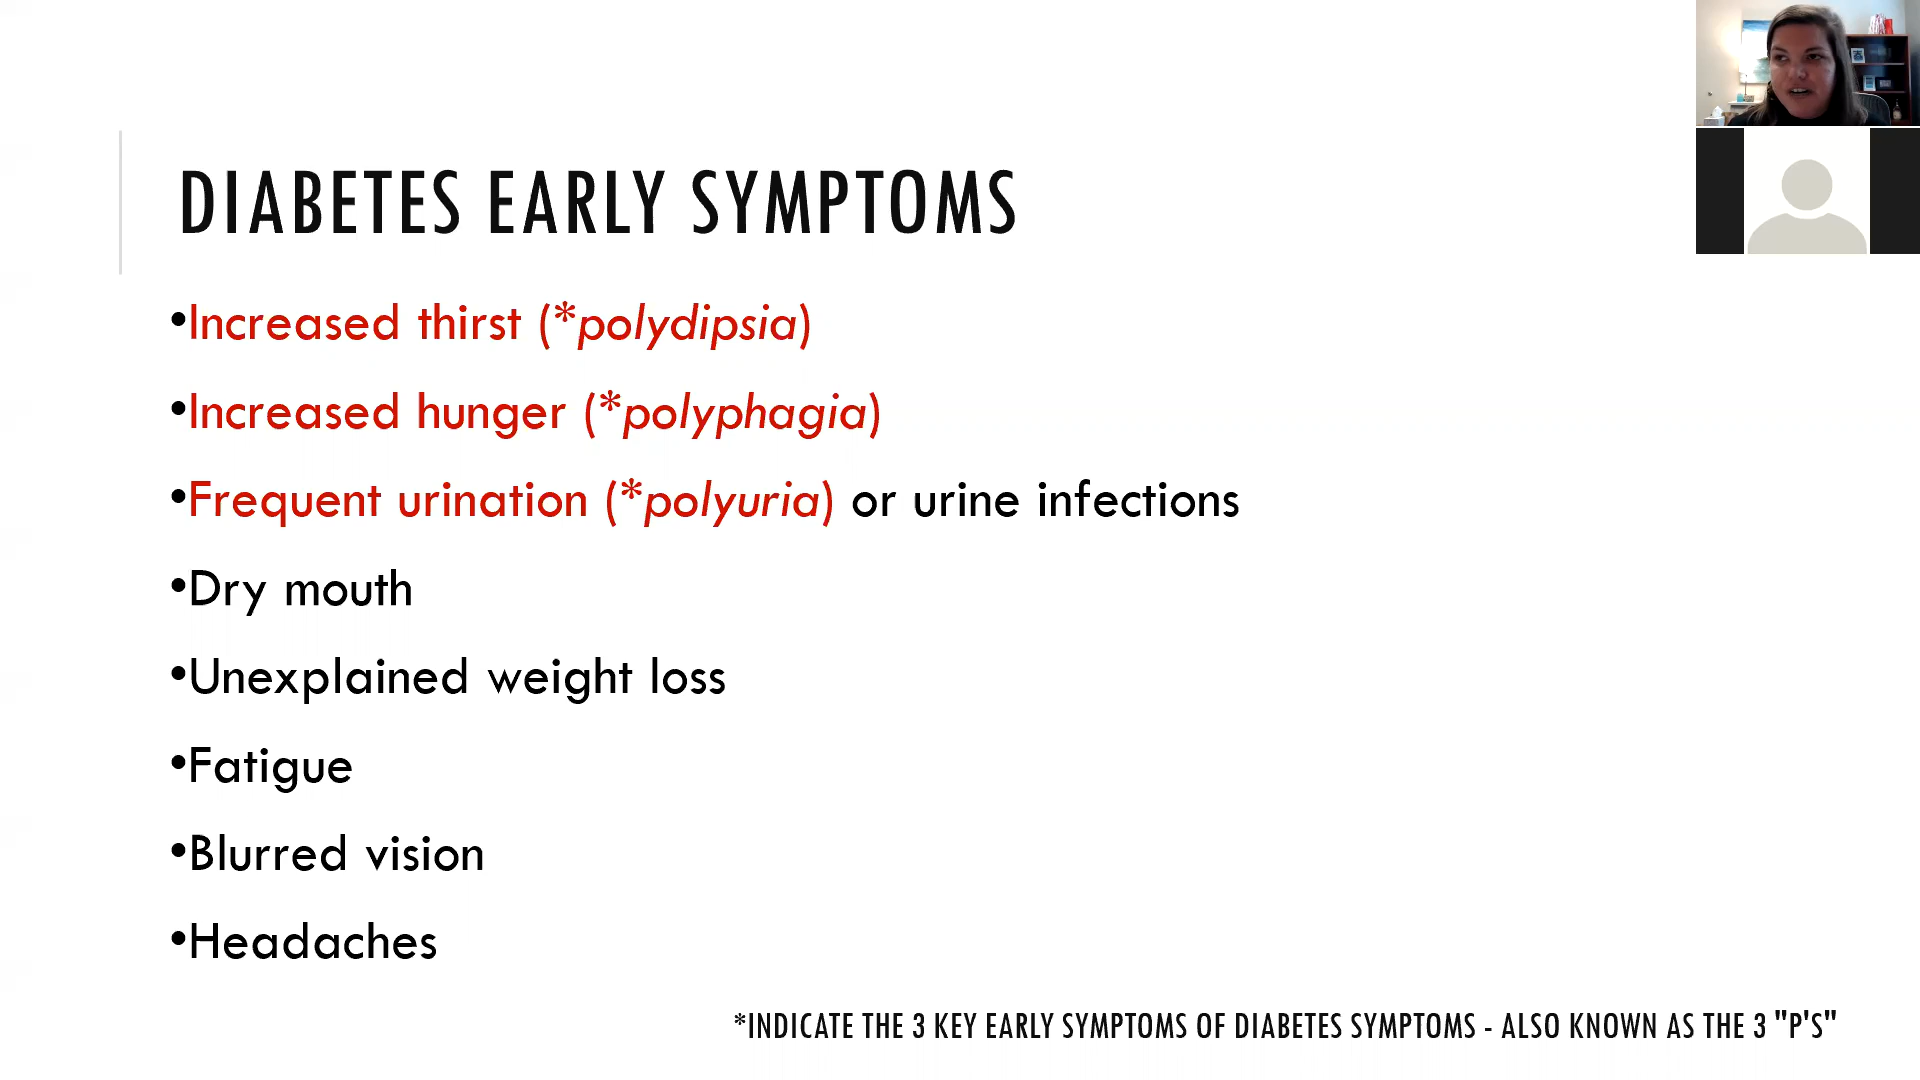 DIABETES EARLY SYMPTOMS
•Increased thirst (*polydipsia)
•Increased hunger (*polyphagia)
•Frequent urination (*polyuria) or urine infections
•Dry mouth
•Unexplained weight loss
•Fatigue
•Blurred vision
•Headaches
*INDICATE THE 3 KEY EARLY SYMPTOMS OF DIABETES SYMPTOMS - ALSO KNOWN AS THE 3 "P'S"